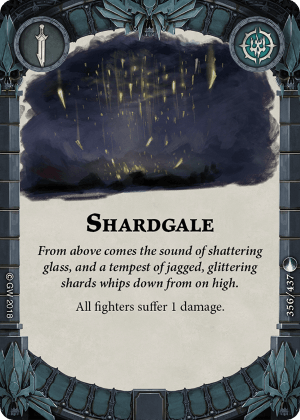 SHARDGALE
From above comes the sound of shattering
glass, and a tempest of jagged, glittering
shards whips down from on high.
All fighters suffer 1 damage.
© GW 2018
356/437